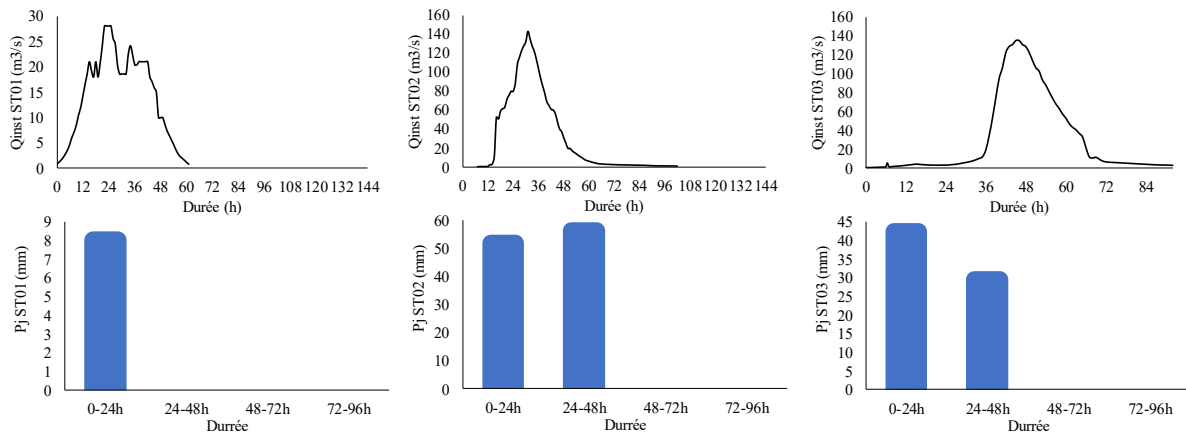 Qinst ST01 (m3/s)
30
25
20
15
10
5
0
0 12 24 36 48 60 72 84 96 108 120 132 144
Durée (h)
Qinst ST02 (m3/s)
160
140
120
100
80
60
40
20
0
0 12 24 36 48 60 72 84 96 108 120 132 144
Durée (h)
Qinst ST03 (m3/s)
160
140
120
100
80
60
40
20
0
0 12 24 36 48 60 72 84
Durée (h)
Pj ST01 (mm)
9
8
7
6
5
4
3
2
1
0
0-24h 24-48h 48-72h 72-96h
Durrée
Pj ST02 (mm)
60
50
40
30
20
10
0
0-24h 24-48h 48-72h 72-96h
Durrée
Pj ST03 (mm)
45
40
35
30
25
20
15
10
5
0
0-24h 24-48h 48-72h 72-96h
Durrée